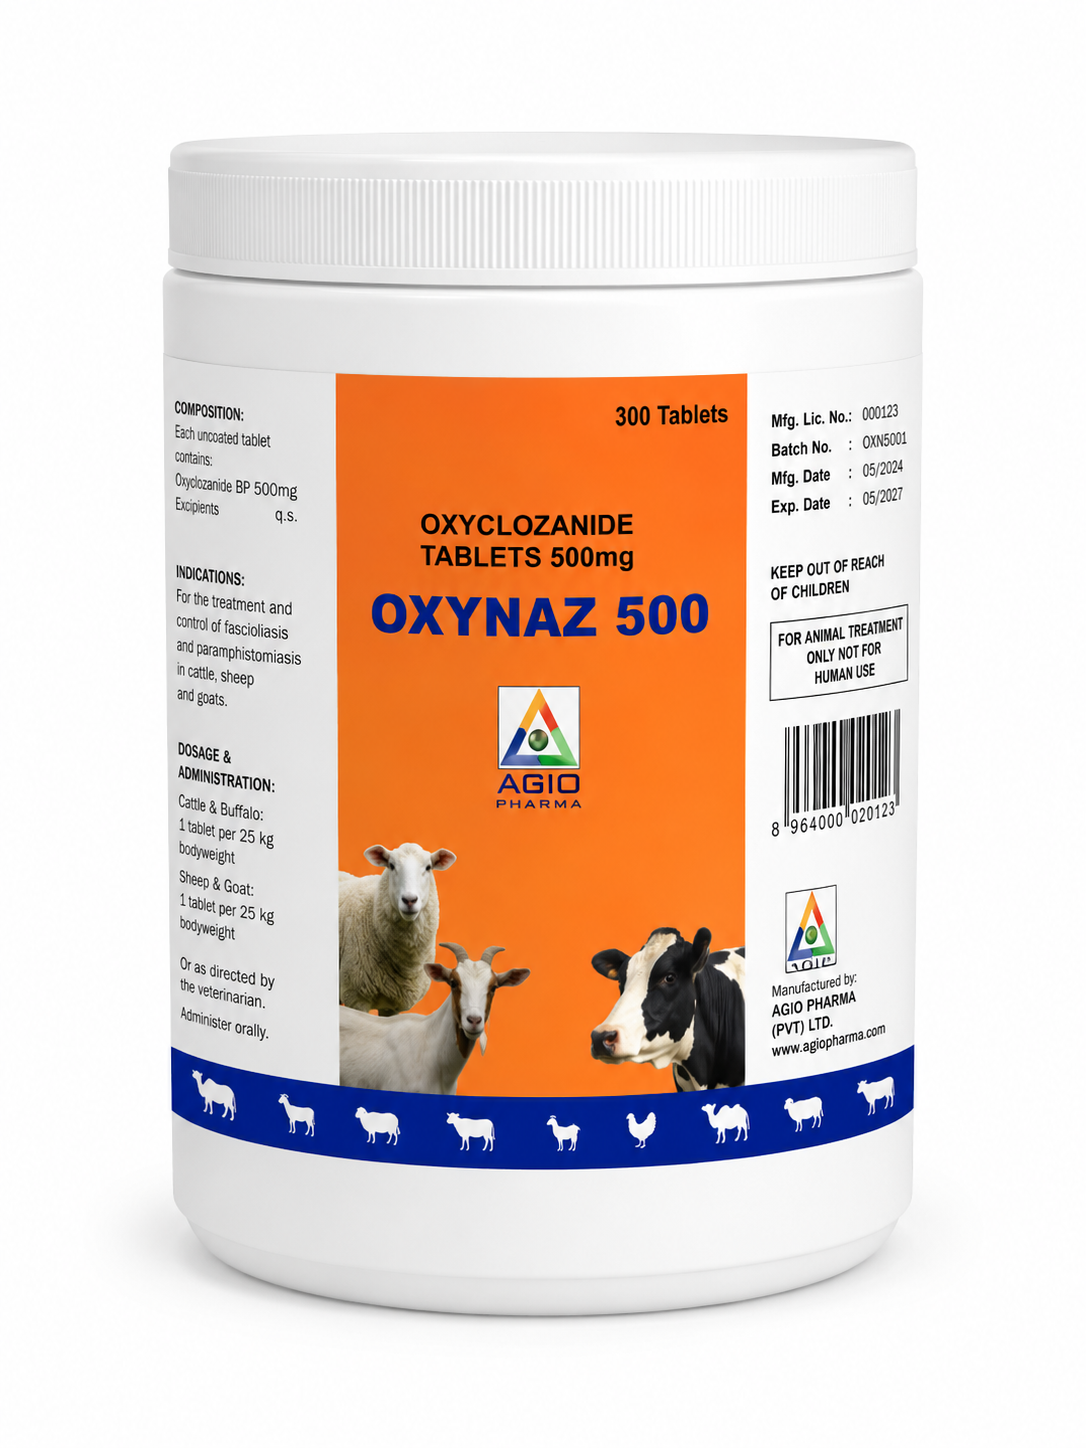 COMPOSITION:
Each uncoated tablet
contains:
Oxyclozanide BP 500mg
Excipients q.s.
INDICATIONS:
For the treatment and
control of fascioliasis
and paramphistomiasis
in cattle, sheep
and goats.
DOSAGE &
ADMINISTRATION:
Cattle & Buffalo:
1 tablet per 25 kg
bodyweight
Sheep & Goat:
1 tablet per 25 kg
bodyweight
Or as directed by
the veterinarian.
Administer orally.
300 Tablets
OXYCLOZANIDE
TABLETS 500mg
OXYNAZ 500
AGIO
PHARMA
Mfg. Lic. No.: 000123
Batch No. : OXN5001
Mfg. Date : 05/2024
Exp. Date : 05/2027
KEEP OUT OF REACH
OF CHILDREN
FOR ANIMAL TREATMENT
ONLY NOT FOR
HUMAN USE
8 964000 020123
Manufactured by:
AGIO PHARMA
(PVT) LTD.
www.agiopharma.com